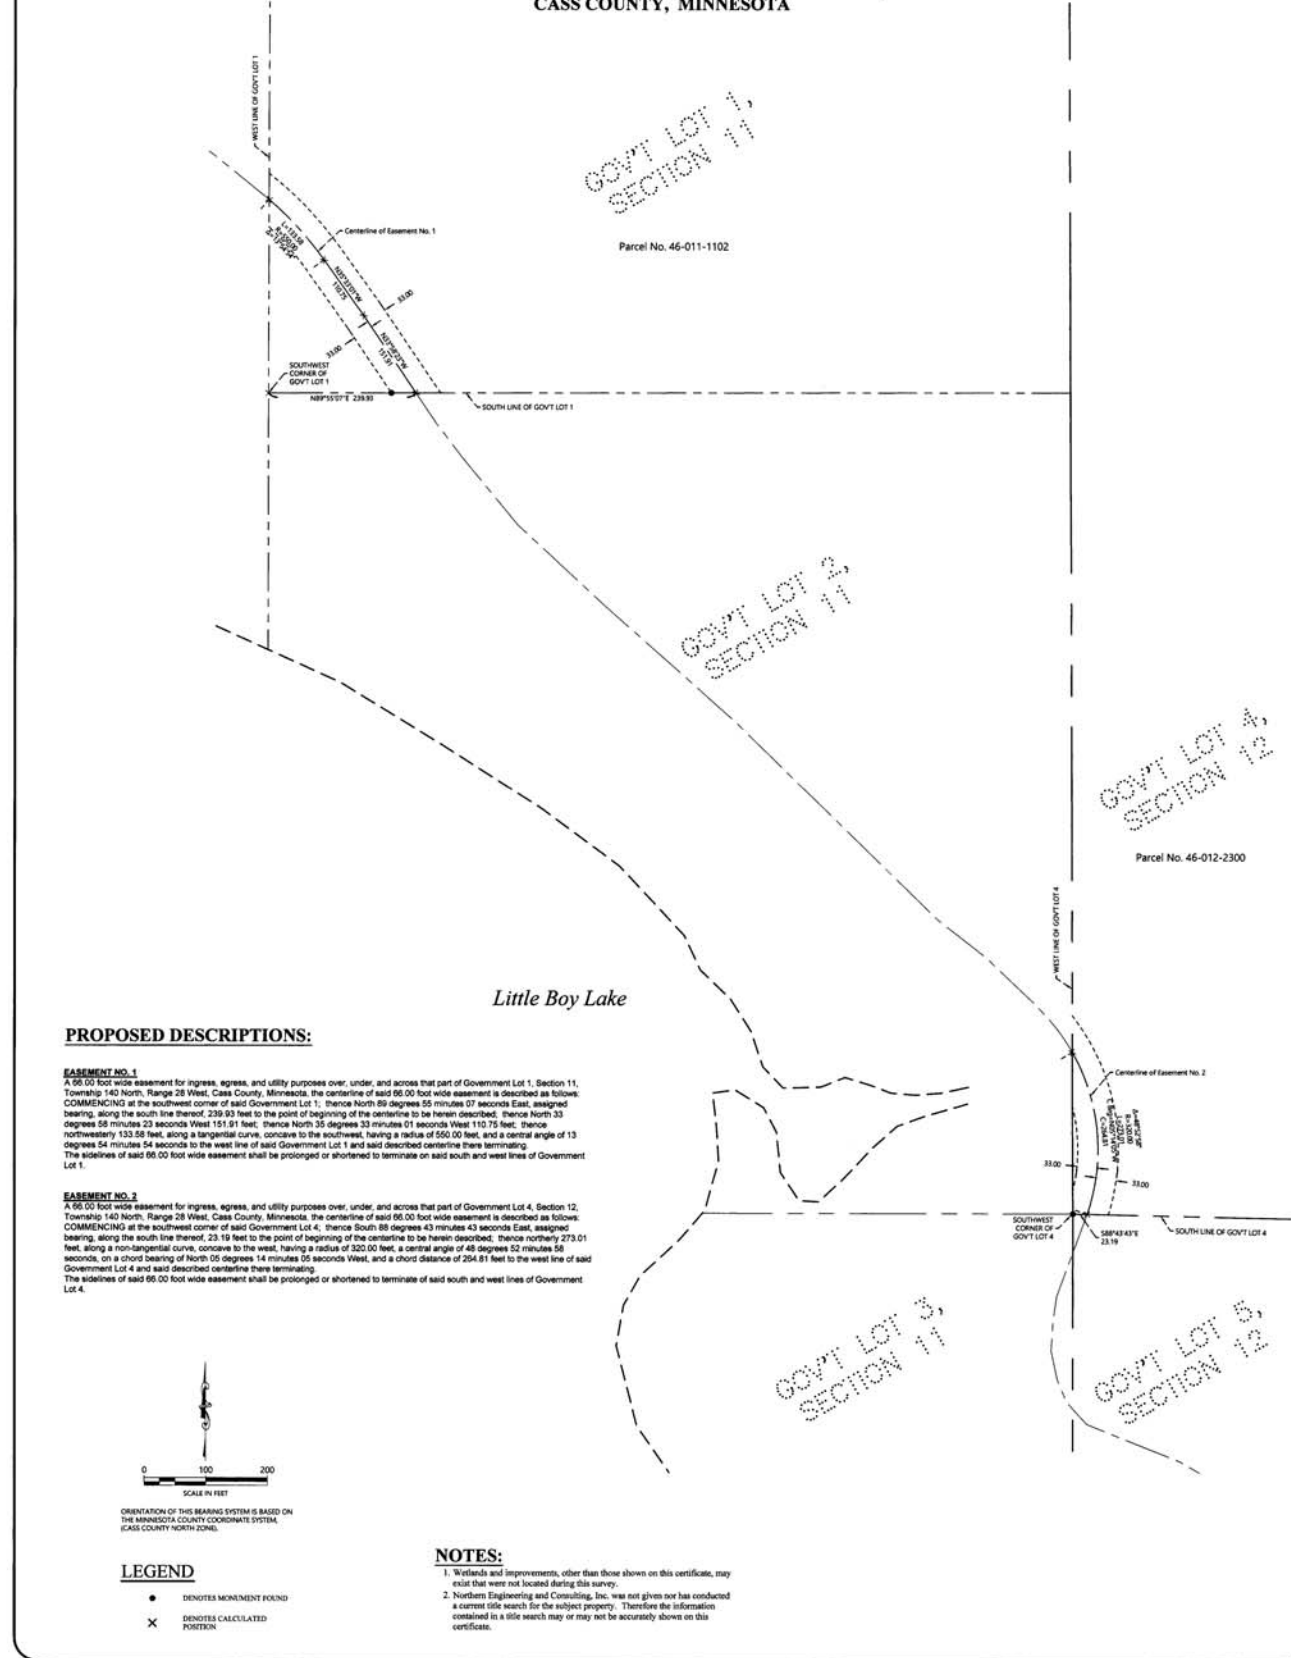 CASS COUNTY, MINNESOTA
WEST LINE OF GOV'T LOT 1
GOV'T LOT 1,
SECTION 11
Parcel No. 46-011-1102
Centerline of Easement No. 1
L=133.58
R=550.00
Δ=13°54'54"
N35°33'01"W
110.75
33.00
N33°58'23"W
151.91
33.00
SOUTHWEST
CORNER OF
GOV'T LOT 1
N89°55'07"E 239.93
SOUTH LINE OF GOV'T LOT 1
GOV'T LOT 2,
SECTION 11
GOV'T LOT 4,
SECTION 12
Parcel No. 46-012-2300
WEST LINE OF GOV'T LOT 4
Little Boy Lake
Centerline of Easement No. 2
Δ=48°52'58"
R=320.00
L=273.01
C=264.81
33.00
33.00
SOUTHWEST
CORNER OF
GOV'T LOT 4
S88°43'43"E
23.19
SOUTH LINE OF GOV'T LOT 4
GOV'T LOT 3,
SECTION 11
GOV'T LOT 5,
SECTION 12
PROPOSED DESCRIPTIONS:
EASEMENT NO. 1
A 66.00 foot wide easement for ingress, egress, and utility purposes over, under, and across that part of Government Lot 1, Section 11,
Township 140 North, Range 28 West, Cass County, Minnesota, the centerline of said 66.00 foot wide easement is described as follows:
COMMENCING at the southwest corner of said Government Lot 1; thence North 89 degrees 55 minutes 07 seconds East, assigned
bearing, along the south line thereof, 239.93 feet to the point of beginning of the centerline to be herein described; thence North 33
degrees 58 minutes 23 seconds West 151.91 feet; thence North 35 degrees 33 minutes 01 seconds West 110.75 feet; thence
northwesterly 133.58 feet, along a tangential curve, concave to the southwest, having a radius of 550.00 feet, and a central angle of 13
degrees 54 minutes 54 seconds to the west line of said Government Lot 1 and said described centerline there terminating.
The sidelines of said 66.00 foot wide easement shall be prolonged or shortened to terminate on said south and west lines of Government
Lot 1.
EASEMENT NO. 2
A 66.00 foot wide easement for ingress, egress, and utility purposes over, under, and across that part of Government Lot 4, Section 12,
Township 140 North, Range 28 West, Cass County, Minnesota, the centerline of said 66.00 foot wide easement is described as follows:
COMMENCING at the southwest corner of said Government Lot 4; thence South 88 degrees 43 minutes 43 seconds East, assigned
bearing, along the south line thereof, 23.19 feet to the point of beginning of the centerline to be herein described; thence northerly 273.01
feet, along a non-tangential curve, concave to the west, having a radius of 320.00 feet, a central angle of 48 degrees 52 minutes 58
seconds, on a chord bearing of North 05 degrees 14 minutes 05 seconds West, and a chord distance of 264.81 feet to the west line of said
Government Lot 4 and said described centerline there terminating.
The sidelines of said 66.00 foot wide easement shall be prolonged or shortened to terminate of said south and west lines of Government
Lot 4.
0 100 200
SCALE IN FEET
ORIENTATION OF THIS BEARING SYSTEM IS BASED ON
THE MINNESOTA COUNTY COORDINATE SYSTEM,
(CASS COUNTY NORTH ZONE).
LEGEND
DENOTES MONUMENT FOUND
DENOTES CALCULATED
POSITION
NOTES:
1. Wetlands and improvements, other than those shown on this certificate, may
exist that were not located during this survey.
2. Northern Engineering and Consulting, Inc. was not given nor has conducted
a current title search for the subject property. Therefore the information
contained in a title search may or may not be accurately shown on this
certificate.